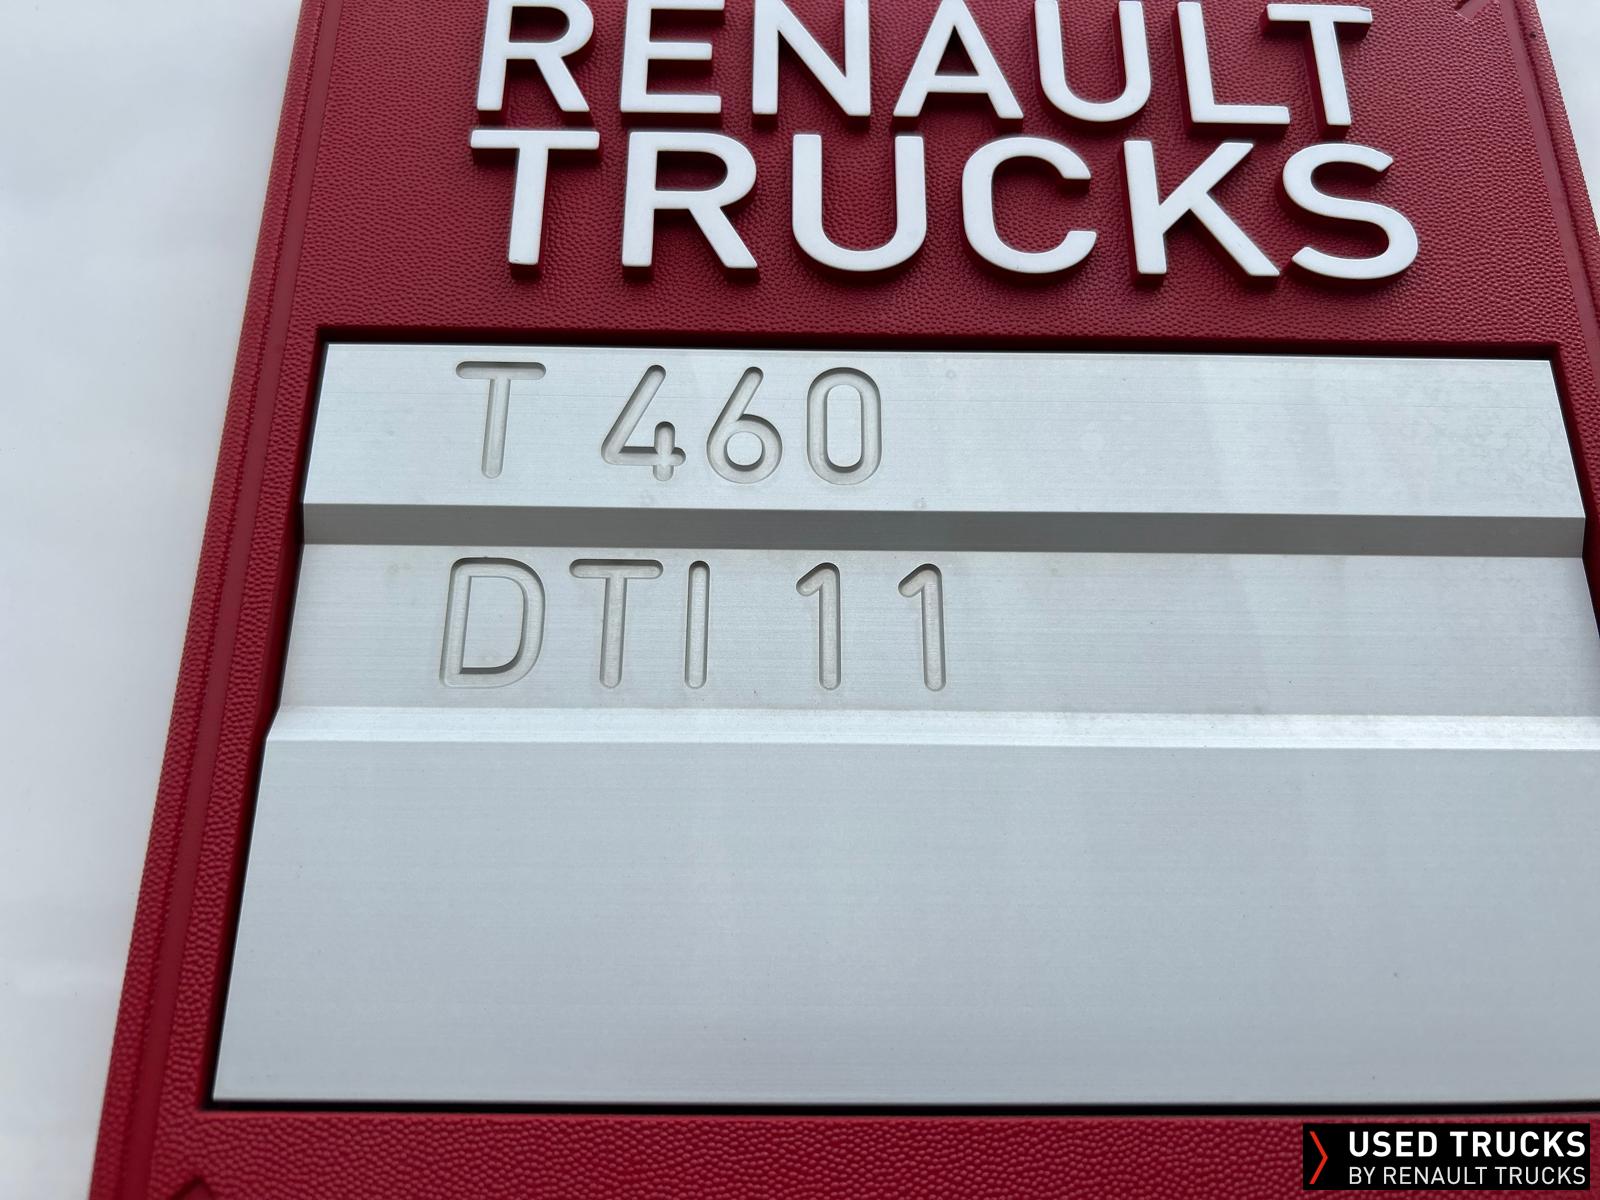 RENAULT
TRUCKS
T 460
DTI 11
USED TRUCKS
BY RENAULT TRUCKS